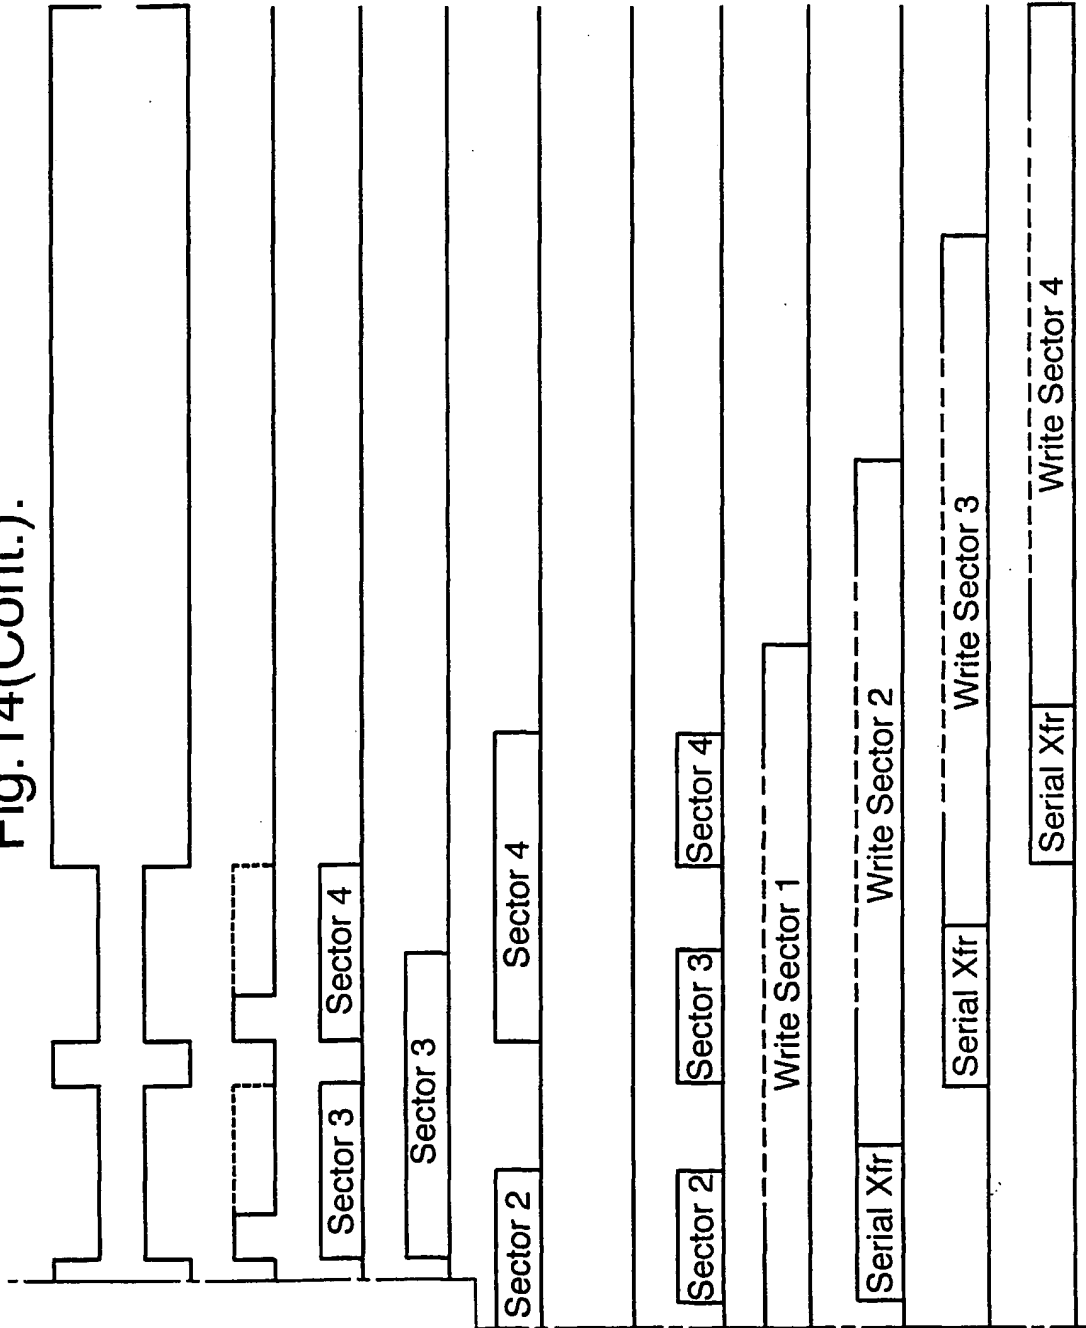 Fig.14(Cont.).
Sector 3 Sector 4
Sector 3
Sector 2 Sector 4
Sector 2 Sector 3 Sector 4
Write Sector 1
Serial Xfr Write Sector 2
Serial Xfr Write Sector 3
Serial Xfr Write Sector 4